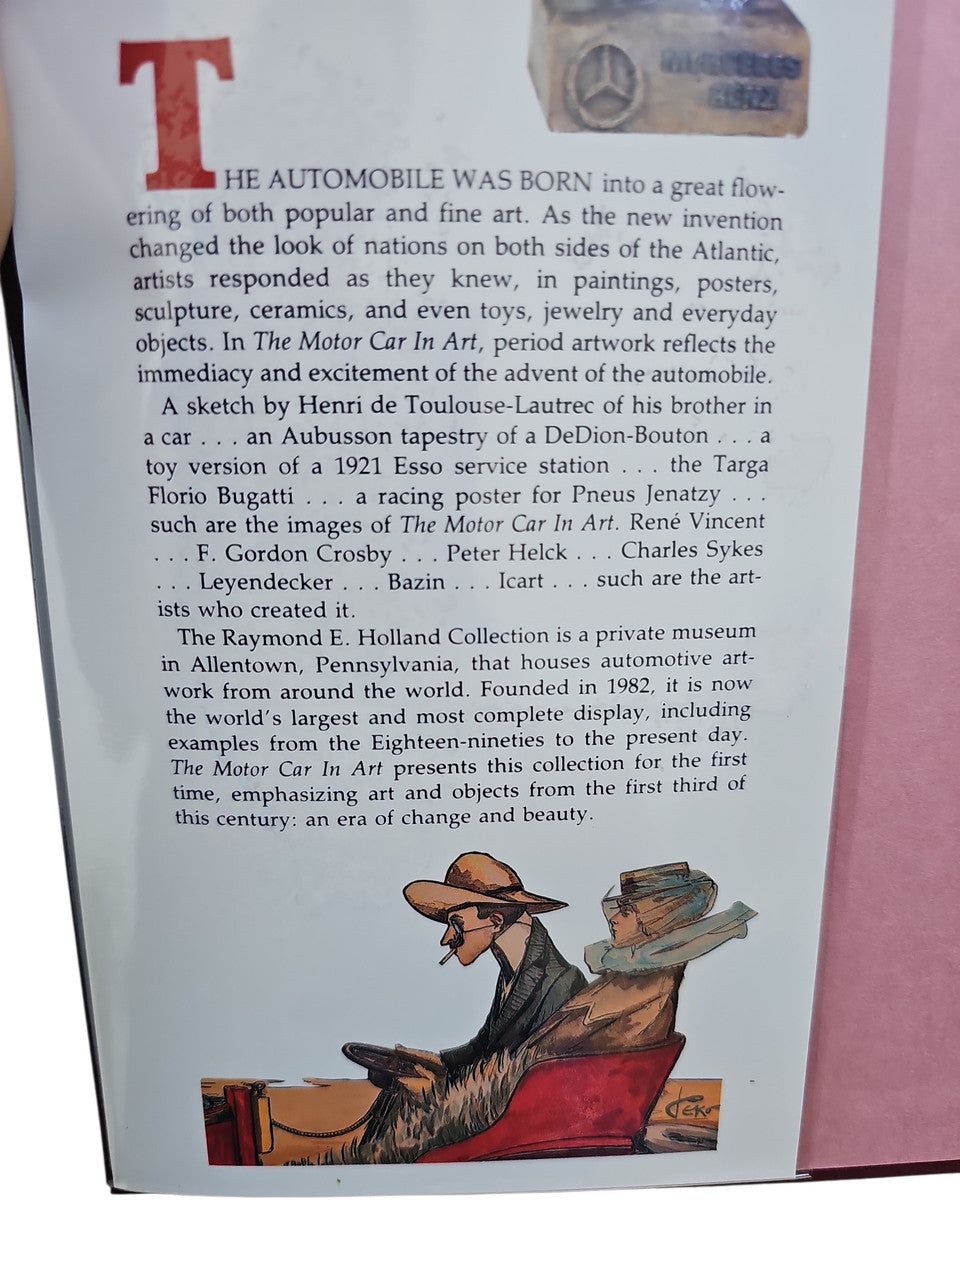 MERCEDES
BENZ
THE AUTOMOBILE WAS BORN into a great flow-
ering of both popular and fine art. As the new invention
changed the look of nations on both sides of the Atlantic,
artists responded as they knew, in paintings, posters,
sculpture, ceramics, and even toys, jewelry and everyday
objects. In The Motor Car In Art, period artwork reflects the
immediacy and excitement of the advent of the automobile.
A sketch by Henri de Toulouse-Lautrec of his brother in
a car . . . an Aubusson tapestry of a DeDion-Bouton . . . a
toy version of a 1921 Esso service station . . . the Targa
Florio Bugatti . . . a racing poster for Pneus Jenatzy . . .
such are the images of The Motor Car In Art. René Vincent
. . . F. Gordon Crosby . . . Peter Helck . . . Charles Sykes
. . . Leyendecker . . . Bazin . . . Icart . . . such are the art-
ists who created it.
The Raymond E. Holland Collection is a private museum
in Allentown, Pennsylvania, that houses automotive art-
work from around the world. Founded in 1982, it is now
the world's largest and most complete display, including
examples from the Eighteen-nineties to the present day.
The Motor Car In Art presents this collection for the first
time, emphasizing art and objects from the first third of
this century: an era of change and beauty.